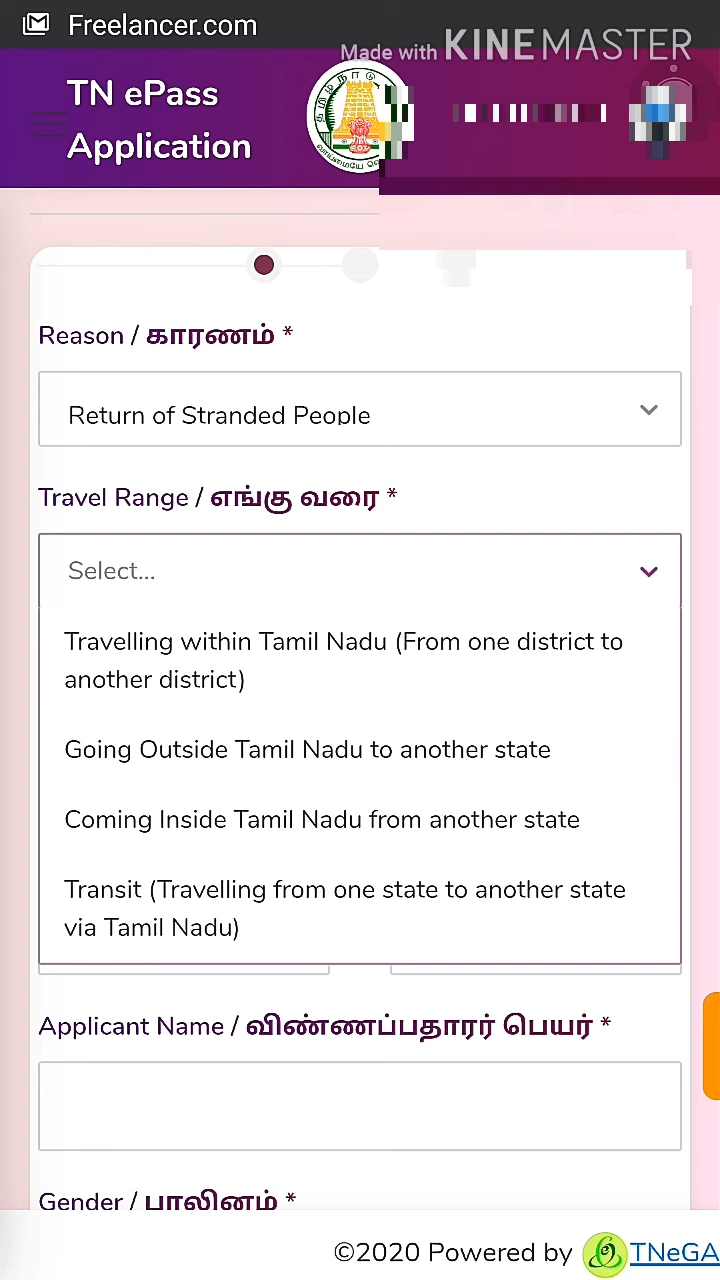 Freelancer.com
Made with KINEMASTER
TN ePass
Application
Reason / காரணம் *
Return of Stranded People
Travel Range / எங்கு வரை *
Select...
Travelling within Tamil Nadu (From one district to
another district)
Going Outside Tamil Nadu to another state
Coming Inside Tamil Nadu from another state
Transit (Travelling from one state to another state
via Tamil Nadu)
Applicant Name / விண்ணப்பதாரர் பெயர் *
Gender / பாலினம் *
©2020 Powered by TNeGA